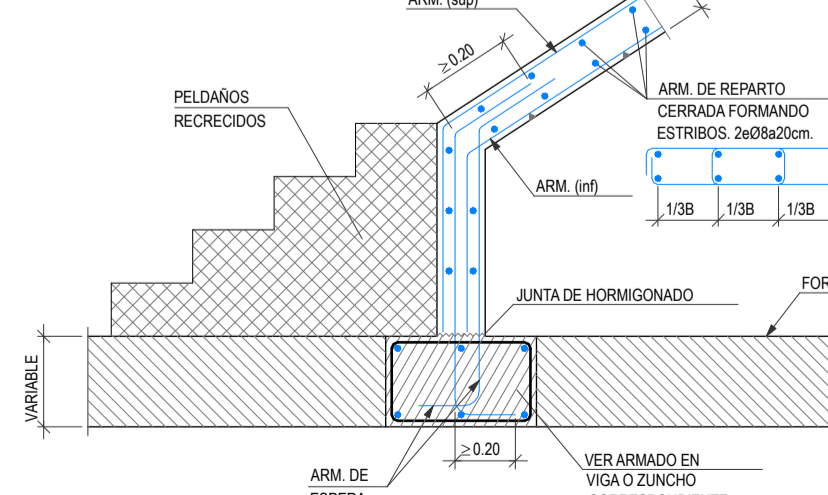 ARM. (sup)
≥0.20
PELDAÑOS
RECRECIDOS
ARM. DE REPARTO
CERRADA FORMANDO
ESTRIBOS. 2eØ8a20cm.
ARM. (inf)
1/3B
1/3B
1/3B
JUNTA DE HORMIGONADO
FOR
VARIABLE
≥0.20
ARM. DE
ESPERA
VER ARMADO EN
VIGA O ZUNCHO